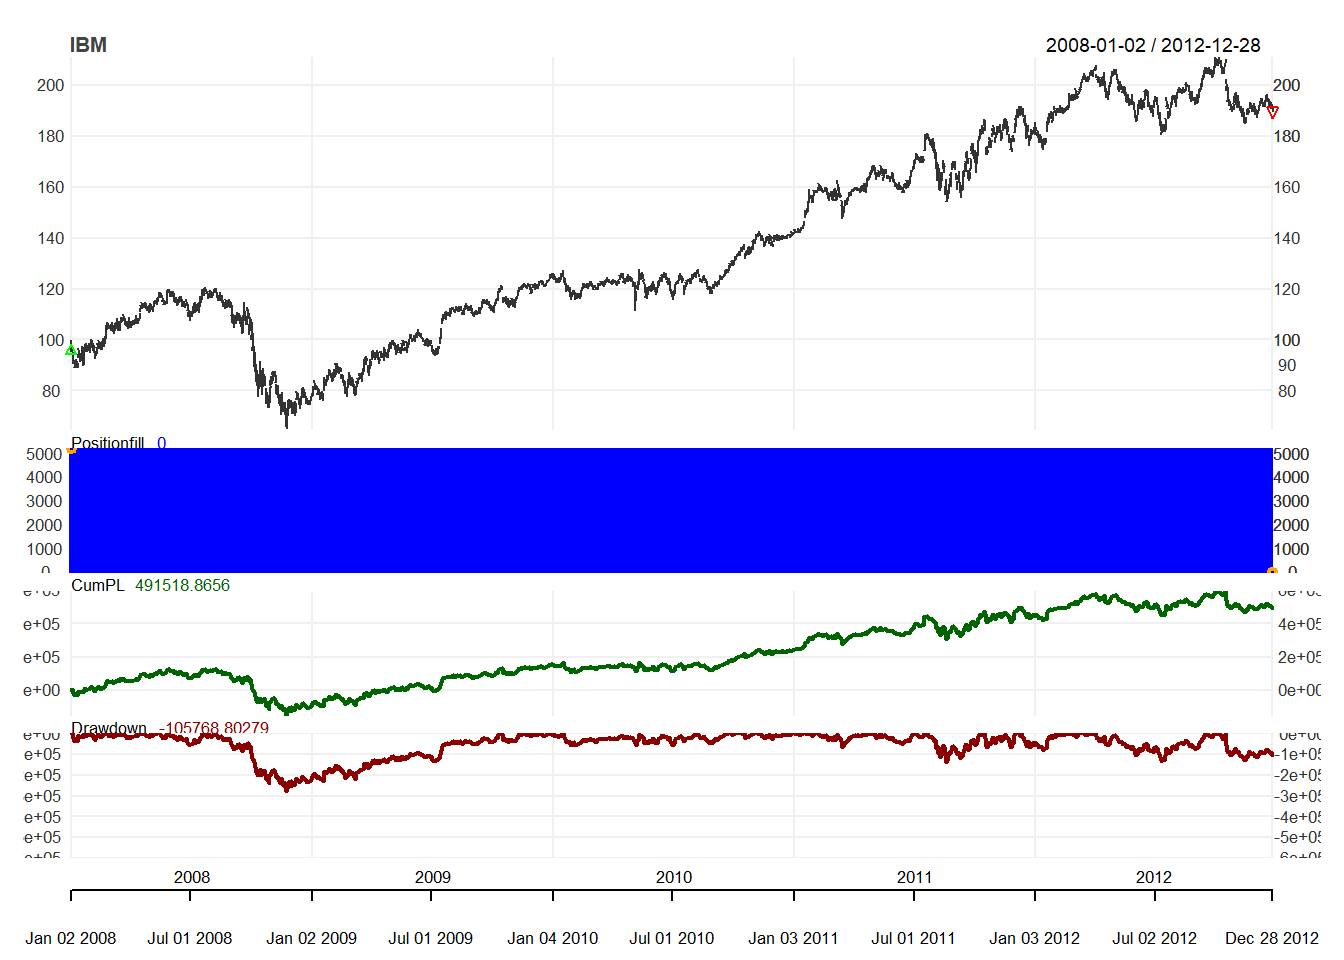 IBM 2008-01-02 / 2012-12-28
200 200
180 180
160 160
140 140
120 120
100 100
90
80 80
Positionfill 0
5000 5000
4000 4000
3000 3000
2000 2000
1000 1000
0 0
CumPL 491518.8656
e+05 4e+05
e+05 2e+05
e+00 0e+00
Drawdown -105768.80279
e+00 0e+00
e+05 -1e+05
e+05 -2e+05
e+05 -3e+05
e+05 -4e+05
e+05 -5e+05
2008 2009 2010 2011 2012
Jan 02 2008 Jul 01 2008 Jan 02 2009 Jul 01 2009 Jan 04 2010 Jul 01 2010 Jan 03 2011 Jul 01 2011 Jan 03 2012 Jul 02 2012 Dec 28 2012